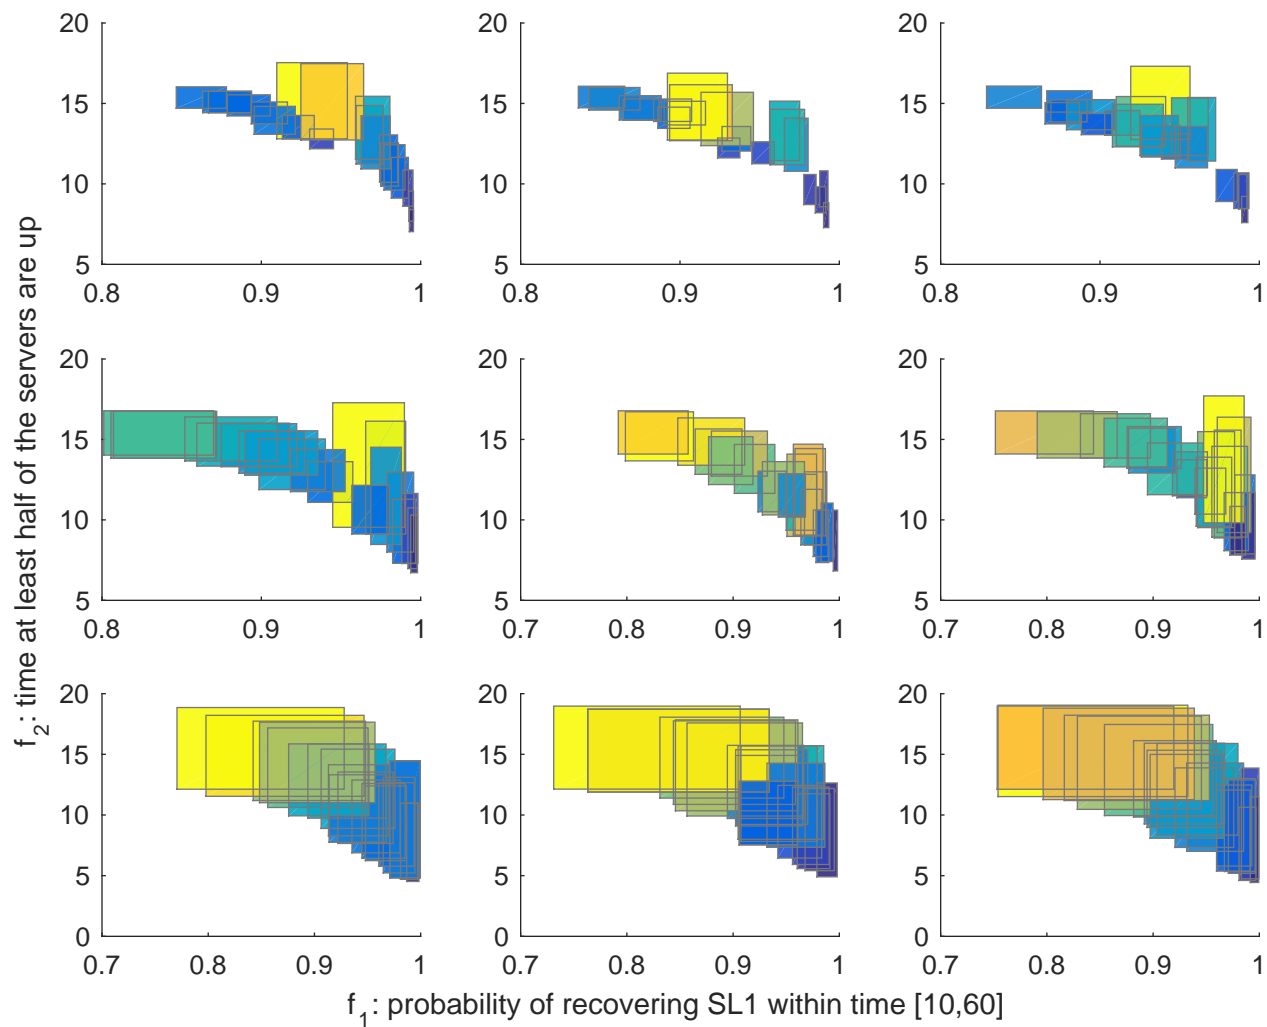 20 20 20
15 15 15
10 10 10
5 5 5
0.8 0.9 1 0.9 1 0.9 1
20 20 20
15 15 15
10 10 10
5 5 5
0.8 0.9 1 0.7 0.8 0.9 1 0.7 0.8 0.9 1
20 20 20
15 15 15
10 10 10
5 5 5
0 0 0
0.7 0.8 0.9 1 0.7 0.8 0.9 1 0.7 0.8 0.9 1
f2: time at least half of the servers are up
f1: probability of recovering SL1 within time [10,60]